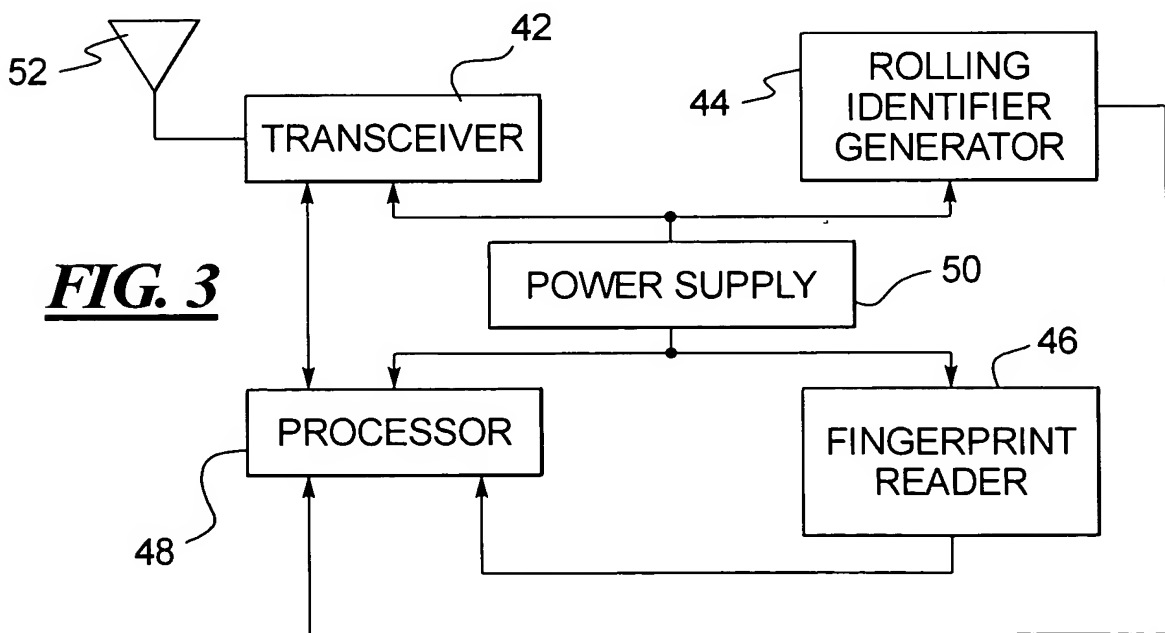 52
42
TRANSCEIVER
44
ROLLING
IDENTIFIER
GENERATOR
FIG. 3
POWER SUPPLY
50
PROCESSOR
48
46
FINGERPRINT
READER